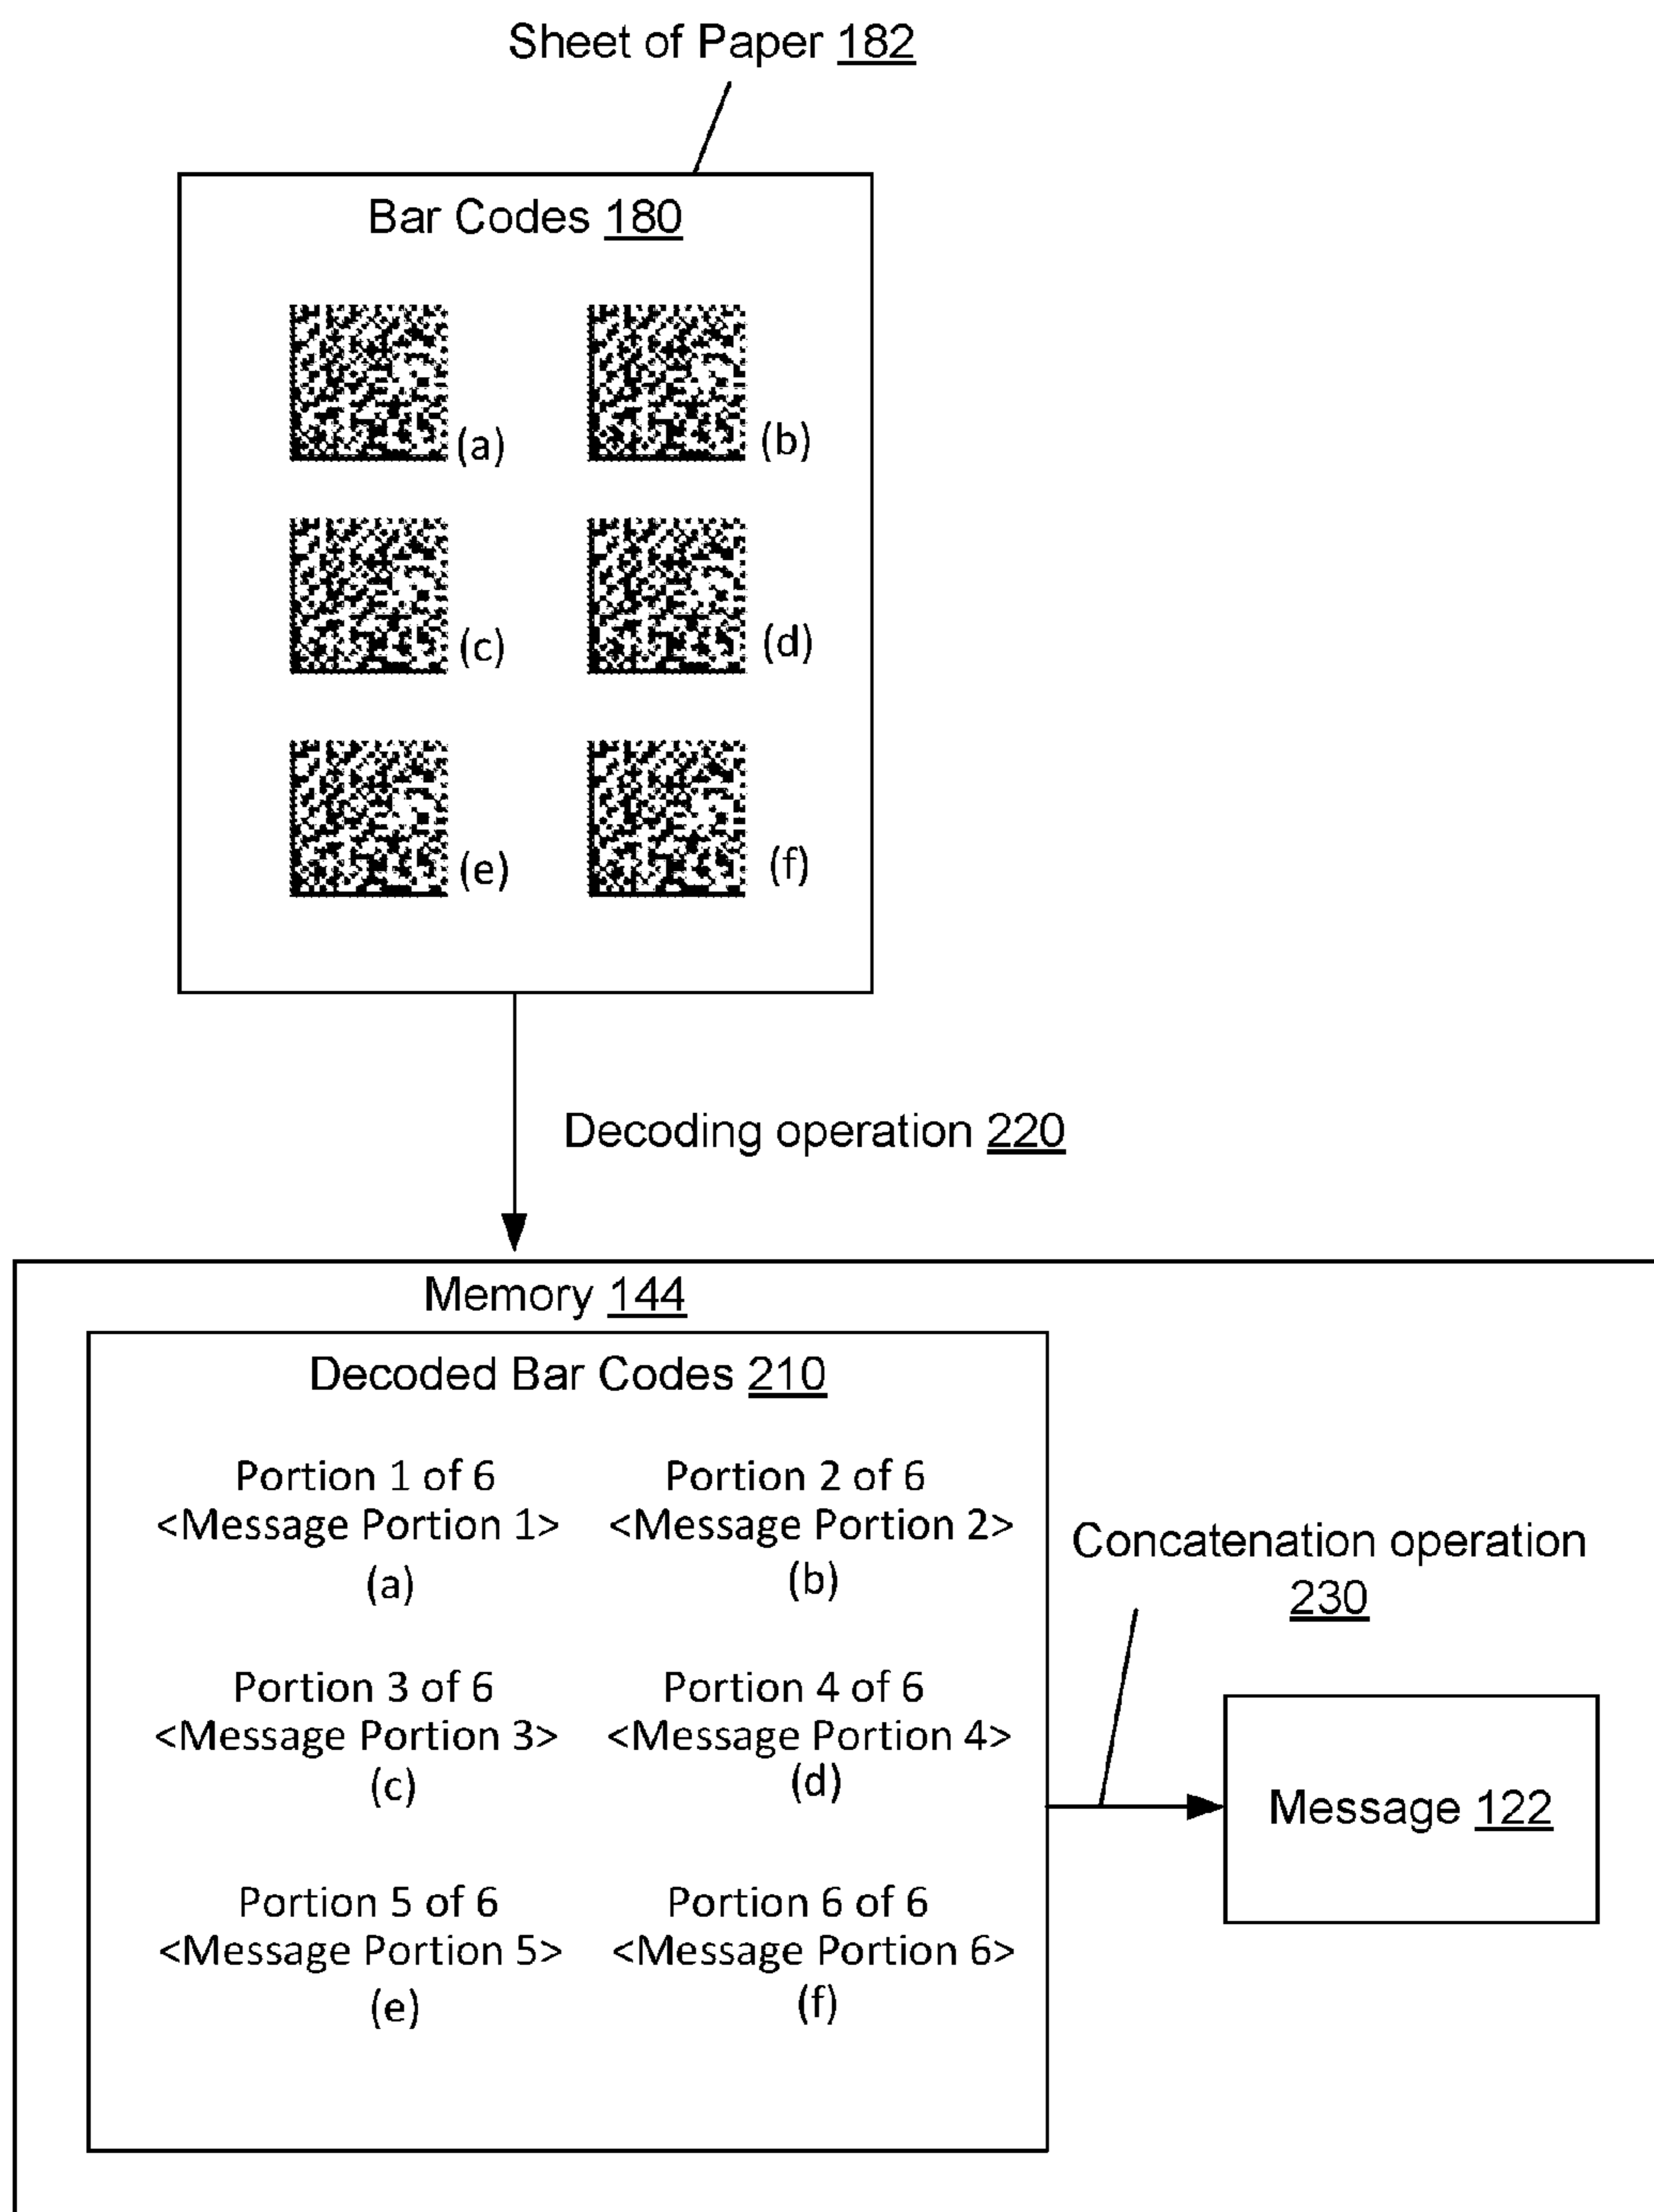 Sheet of Paper 182
Bar Codes 180
(a)
(b)
(c)
(d)
(e)
(f)
Decoding operation 220
Memory 144
Decoded Bar Codes 210
Portion 1 of 6
<Message Portion 1>
(a)
Portion 2 of 6
<Message Portion 2>
(b)
Portion 3 of 6
<Message Portion 3>
(c)
Portion 4 of 6
<Message Portion 4>
(d)
Portion 5 of 6
<Message Portion 5>
(e)
Portion 6 of 6
<Message Portion 6>
(f)
Concatenation operation
230
Message 122